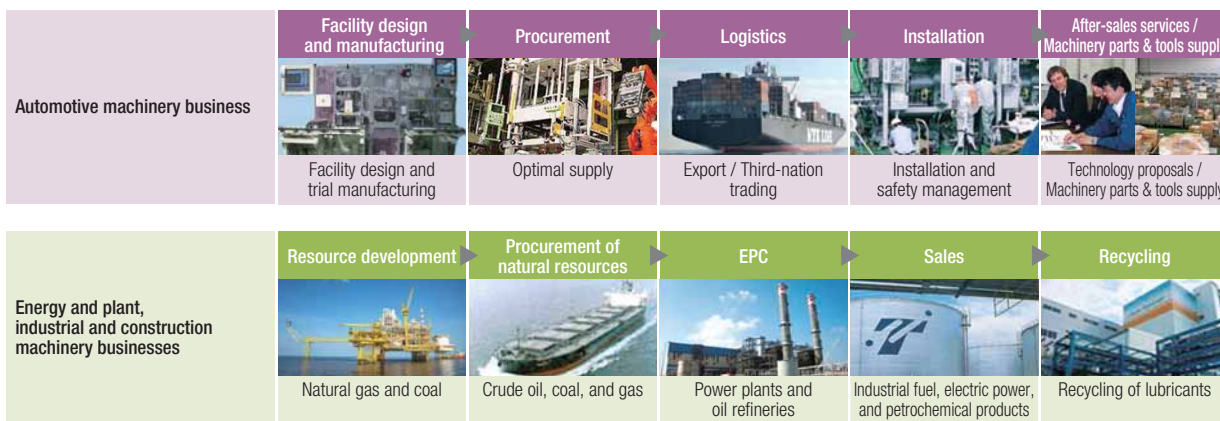 Automotive machinery business
Facility design
and manufacturing
Procurement
Logistics
Installation
After-sales services /
Machinery parts & tools supply
NYK LINE
Facility design and
trial manufacturing
Optimal supply
Export / Third-nation
trading
Installation and
safety management
Technology proposals /
Machinery parts & tools supply
Energy and plant,
industrial and construction
machinery businesses
Resource development
Procurement of
natural resources
EPC
Sales
Recycling
Natural gas and coal
Crude oil, coal, and gas
Power plants and
oil refineries
Industrial fuel, electric power,
and petrochemical products
Recycling of lubricants